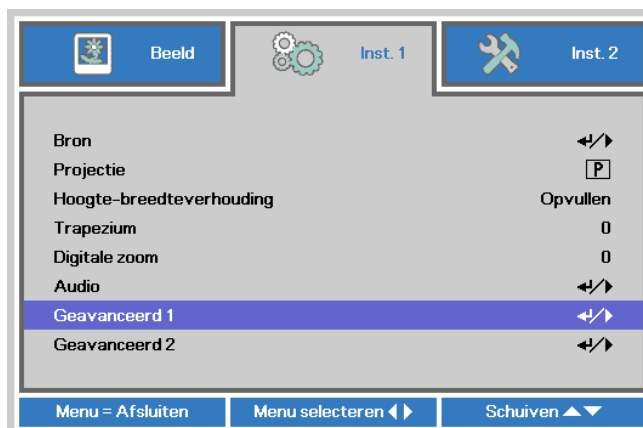 Beeld
Inst. 1
Inst. 2
Bron ↵/▶
Projectie P
Hoogte-breedteverhouding Opvullen
Trapezium 0
Digitale zoom 0
Audio ↵/▶
Geavanceerd 1 ↵/▶
Geavanceerd 2 ↵/▶
Menu = Afsluiten
Menu selecteren ◀▶
Schuiven ▲▼